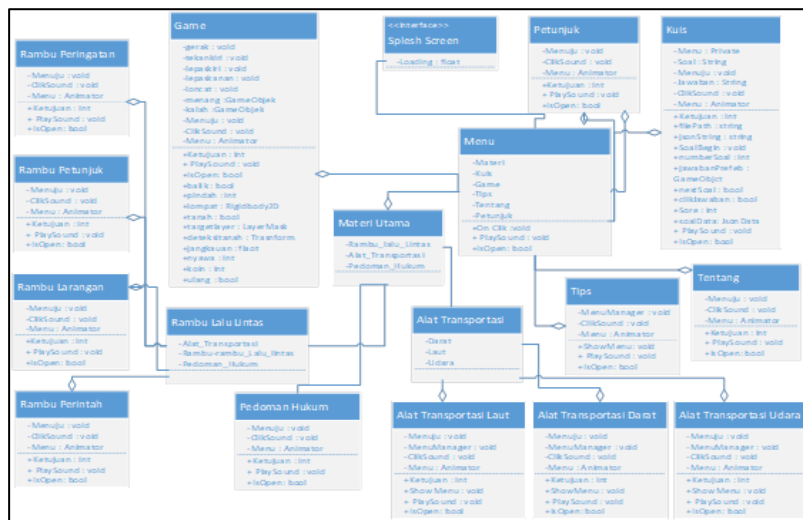 Rambu Peringatan
-Menuju : void
-ClikSound : void
-Menu : Animator
+Ketujuan : Int
+ PlaySound : void
+IsOpen: bool
Rambu Petunjuk
-Menuju : void
-ClikSound : void
-Menu : Animator
+Ketujuan : Int
+ PlaySound : void
+IsOpen: bool
Rambu Larangan
-Menuju : void
-ClikSound : void
-Menu : Animator
+Ketujuan : Int
+ PlaySound : void
+IsOpen: bool
Rambu Perintah
-Menuju : void
-ClikSound : void
-Menu : Animator
+Ketujuan : Int
+ PlaySound : void
+IsOpen: bool
Game
-gerak : void
-tekankiri : void
-lepaskiri : void
-lepaskanan : void
-loncat : void
-menang :GameObjek
-kalah :GameObjek
-Menuju : void
-ClikSound : void
-Menu : Animator
+Ketujuan : Int
+ PlaySound : void
+IsOpen: bool
+balik : bool
+pindah : int
+lompat : Rigidbody2D
+tanah : bool
+targetlayer : LayerMask
+deteksitanah : Transform
+jangkauan : float
+nyawa : int
+koin : int
+ulang : bool
<<Interface>>
Splesh Screen
-Loading : float
Petunjuk
-Menuju : void
-ClikSound : void
-Menu : Animator
+Ketujuan : Int
+ PlaySound : void
+IsOpen: bool
Kuis
-Menu : Private
-Soal : String
-Menuju : void
-Jawaban : String
-ClikSound : void
-Menu : Animator
+Ketujuan : Int
+filePath : string
+jsonString : string
+SoalBegin : void
+numberSoal : int
+jawabanPrefeb :
GameObjct
+nextSoal : bool
+clikJawaban : bool
+Sore : int
+soalData: JsonData
Menu
-Materi
-Kuis
-Game
-Tips
-Tentang
-Petunjuk
+On Clik : void
+ PlaySound : void
+IsOpen: bool
Materi Utama
-Rambu_lalu_Lintas
-Alat_Transportasi
-Pedoman_Hukum
Rambu Lalu Lintas
-Alat_Transportasi
-Rambu-rambu_Lalu_lintas
-Pedoman_Hukum
Alat Transportasi
-Darat
-Laut
-Udara
Tips
-MenuManager : void
-ClikSound : void
-Menu : Animator
+ShowMenu : void
+ PlaySound : void
+IsOpen: bool
Tentang
-Menuju : void
-ClikSound : void
-Menu : Animator
+Ketujuan : Int
+ PlaySound : void
+IsOpen: bool
Pedoman Hukum
-Menuju : void
-ClikSound : void
-Menu : Animator
+Ketujuan : Int
+ PlaySound : void
+IsOpen: bool
Alat Transportasi Laut
-Menuju : void
-MenuManager : void
-ClikSound : void
-Menu : Animator
+Ketujuan : Int
+Show Menu : void
+ PlaySound : void
+IsOpen: bool
Alat Transportasi Darat
-Menuju : void
-MenuManager : void
-ClikSound : void
-Menu : Animator
+Ketujuan : Int
+ShowMenu : void
+ PlaySound : void
+IsOpen: bool
Alat Transportasi Udara
-Menuju : void
-MenuManager : void
-ClikSound : void
-Menu : Animator
+Ketujuan : Int
+Show Menu : void
+ PlaySound : void
+IsOpen: bool